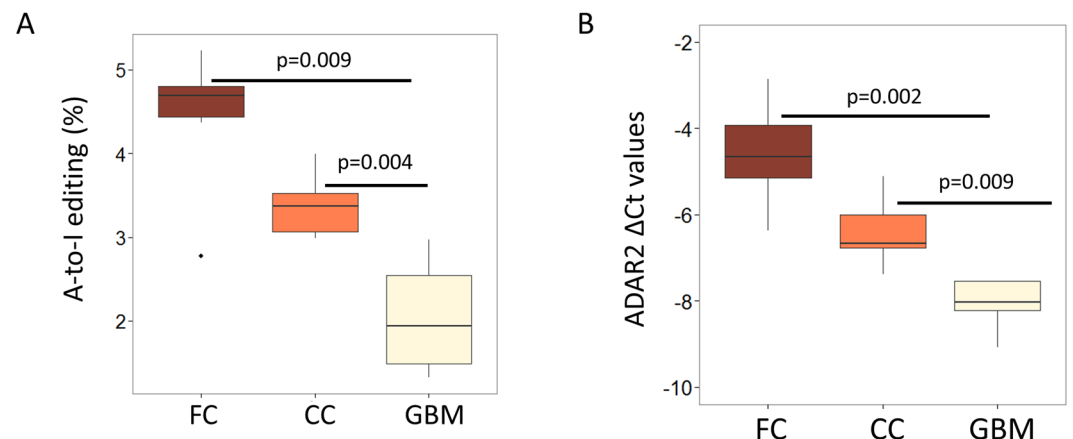 A
A-to-I editing (%)
5
4
3
2
p=0.009
p=0.004
FC CC GBM
B
ADAR2 ΔCt values
-2
-4
-6
-8
-10
p=0.002
p=0.009
FC CC GBM